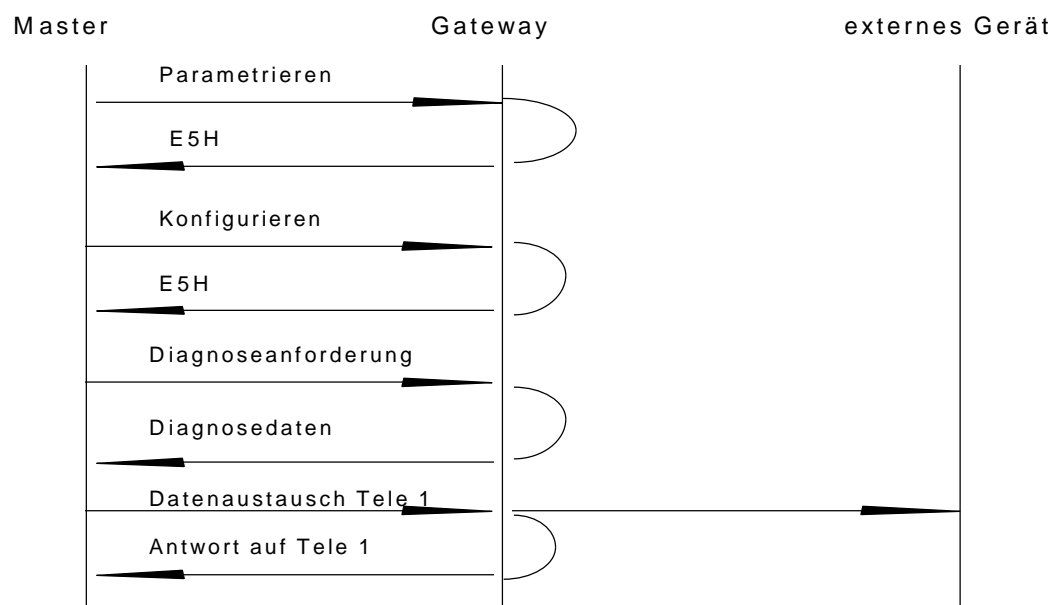 Master
Gateway
externes Gerät
Parametrieren
E5H
Konfigurieren
E5H
Diagnoseanforderung
Diagnosedaten
Datenaustausch Tele 1
Antwort auf Tele 1